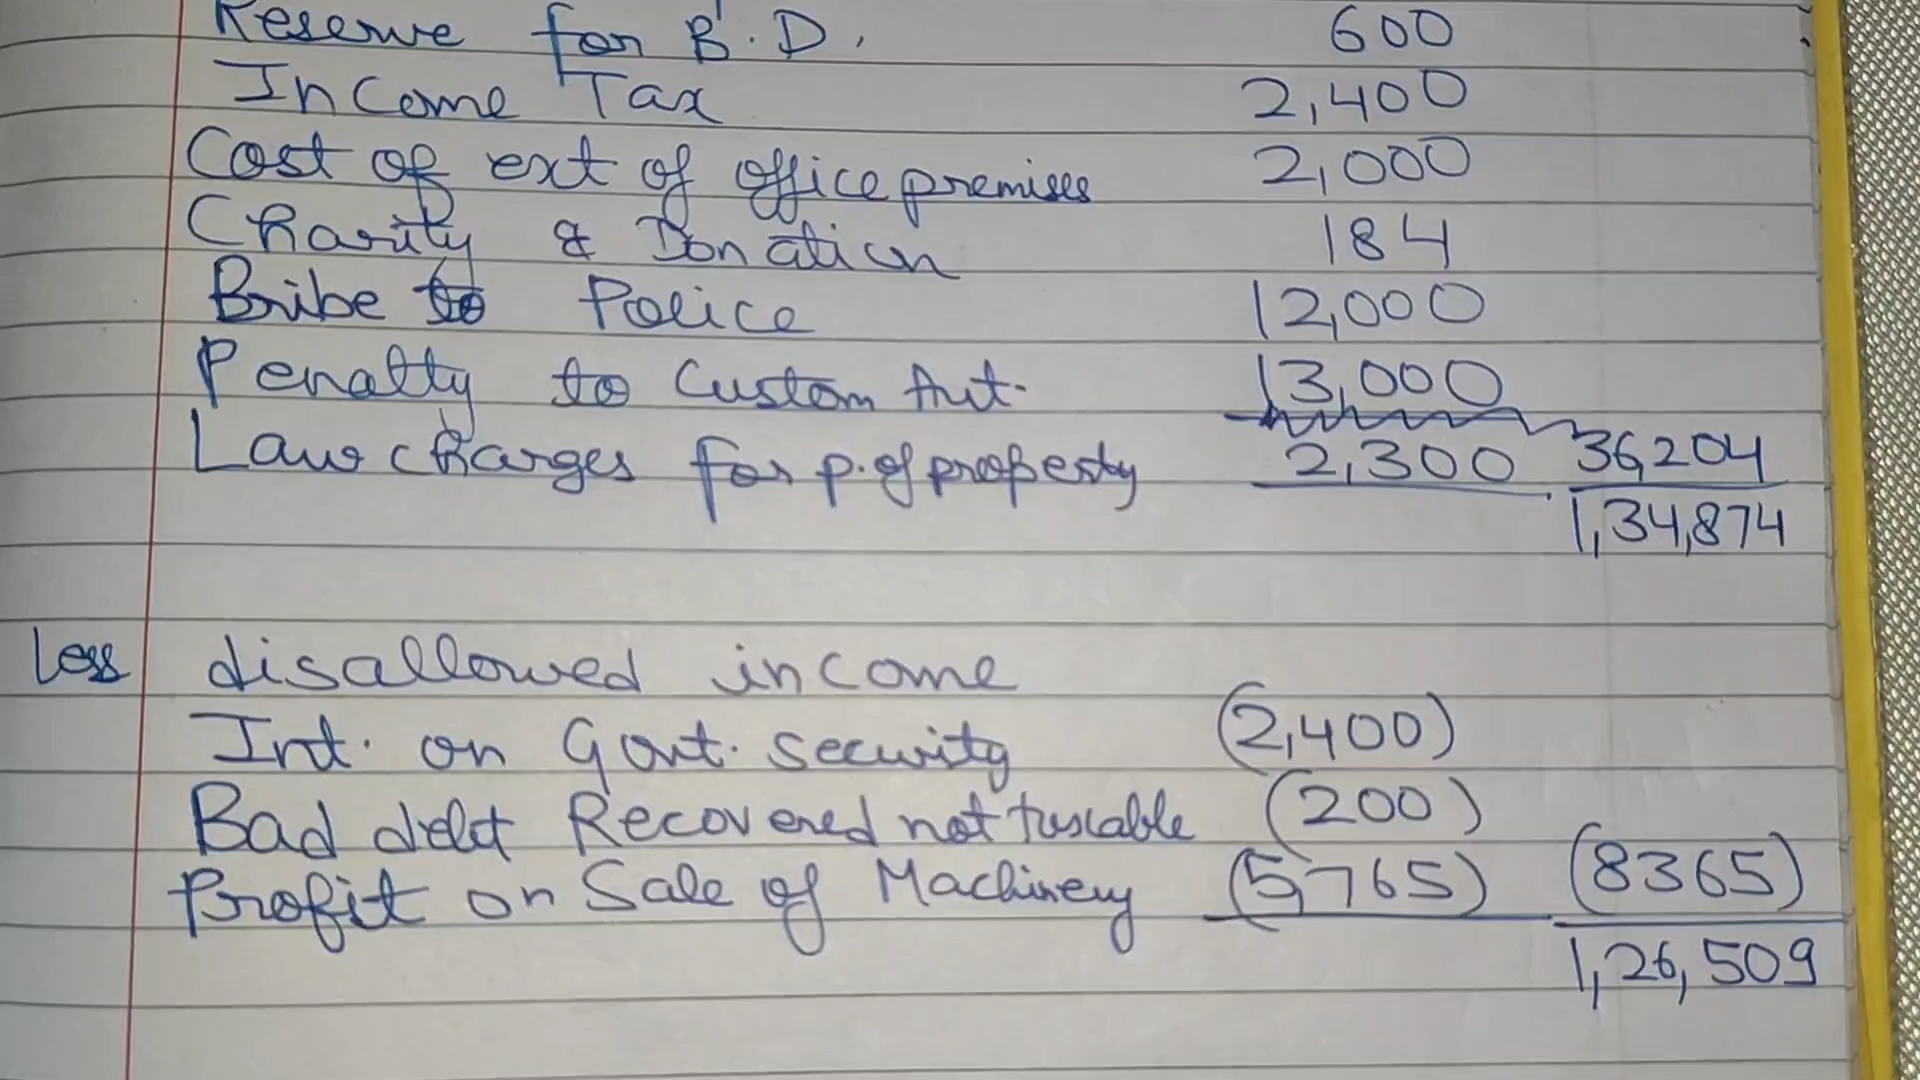 Reserve for B.D. 600
Income Tax 2,400
Cost of ext of office premises 2,000
Charity & Donation 184
Bribe to Police 12,000
Penalty to Custom Aut. 13,000
Law charges for p. of property 2,300 36,204
1,34,874
Less disallowed income
Int. on Govt. security (2,400)
Bad debt Recovered not taxable (200)
Profit on Sale of Machinery (5,765) (8365)
1,26,509